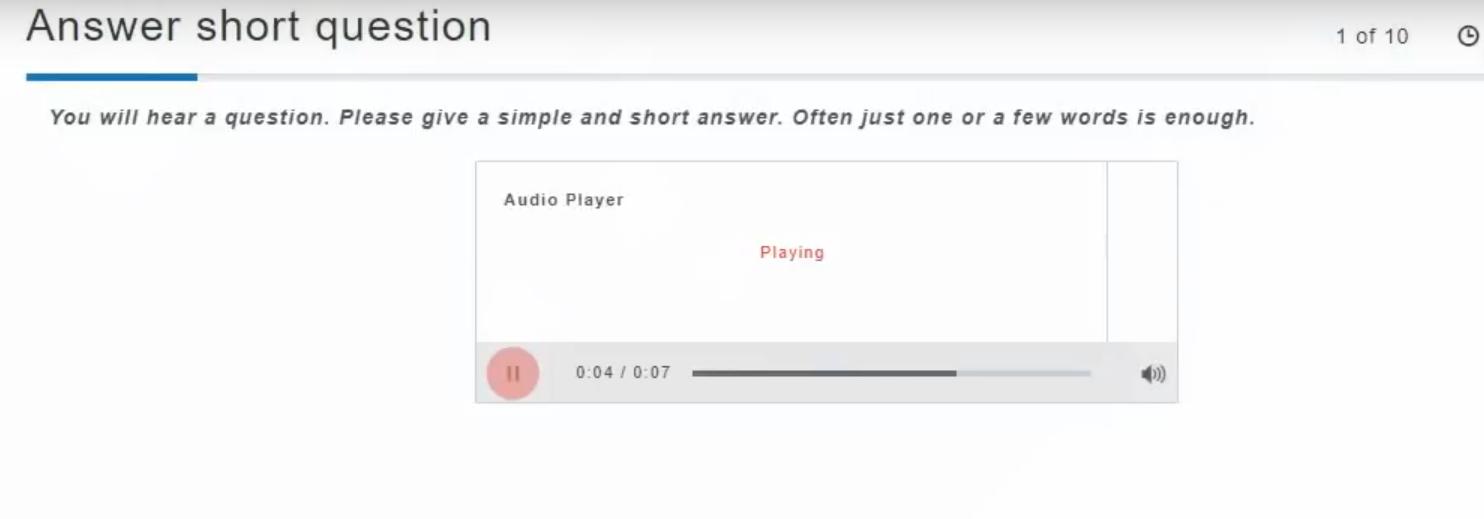 Answer short question
1 of 10
You will hear a question. Please give a simple and short answer. Often just one or a few words is enough.
Audio Player
Playing
0:04 / 0:07